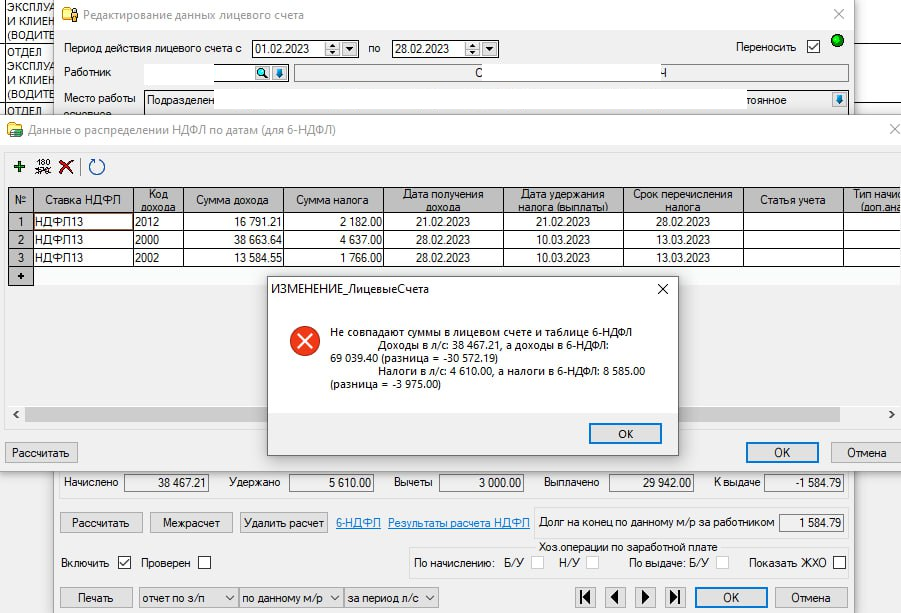 ЭКСПЛУА
И КЛИЕН
(ВОДИТЕ
ОТДЕЛ
ЭКСПЛУА
И КЛИЕН
(ВОДИТЕ
ОТДЕЛ
Редактирование данных лицевого счета
Период действия лицевого счета с 01.02.2023 по 28.02.2023 Переносить
Работник
Место работы Подразделен
основное
Данные о распределении НДФЛ по датам (для 6-НДФЛ)
№ Ставка НДФЛ Код дохода Сумма дохода Сумма налога Дата получения дохода Дата удержания налога (выплаты) Срок перечисления налога Статья учета Тип начис (доп.ана
1 НДФЛ13 2012 16 791.21 2 182.00 21.02.2023 21.02.2023 28.02.2023
2 НДФЛ13 2000 38 663.64 4 637.00 28.02.2023 10.03.2023 13.03.2023
3 НДФЛ13 2002 13 584.55 1 766.00 28.02.2023 10.03.2023 13.03.2023
ИЗМЕНЕНИЕ_ЛицевыеСчета
Не совпадают суммы в лицевом счете и таблице 6-НДФЛ
Доходы в л/с: 38 467.21, а доходы в 6-НДФЛ:
69 039.40 (разница = -30 572.19)
Налоги в л/с: 4 610.00, а налоги в 6-НДФЛ: 8 585.00
(разница = -3 975.00)
OK
Рассчитать OK Отмена
Начислено 38 467.21 Удержано 5 610.00 Вычеты 3 000.00 Выплачено 29 942.00 К выдаче -1 584.79
Рассчитать Межрасчет Удалить расчет 6-НДФЛ Результаты расчета НДФЛ Долг на конец по данному м/р за работником 1 584.79
Хоз.операции по заработной плате
Включить Проверен По начислению: Б/У Н/У По выдаче: Б/У Показать ЖХО
Печать отчет по з/п по данному м/р за период л/с OK Отмена